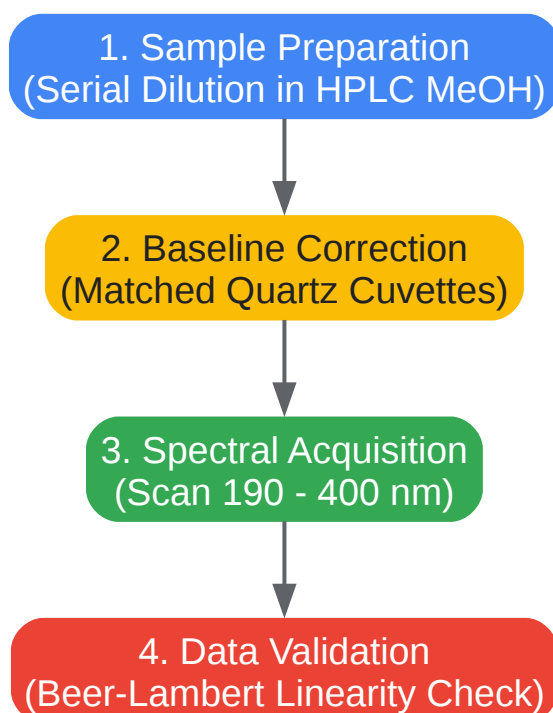 1. Sample Preparation
(Serial Dilution in HPLC MeOH)
2. Baseline Correction
(Matched Quartz Cuvettes)
3. Spectral Acquisition
(Scan 190 - 400 nm)
4. Data Validation
(Beer-Lambert Linearity Check)